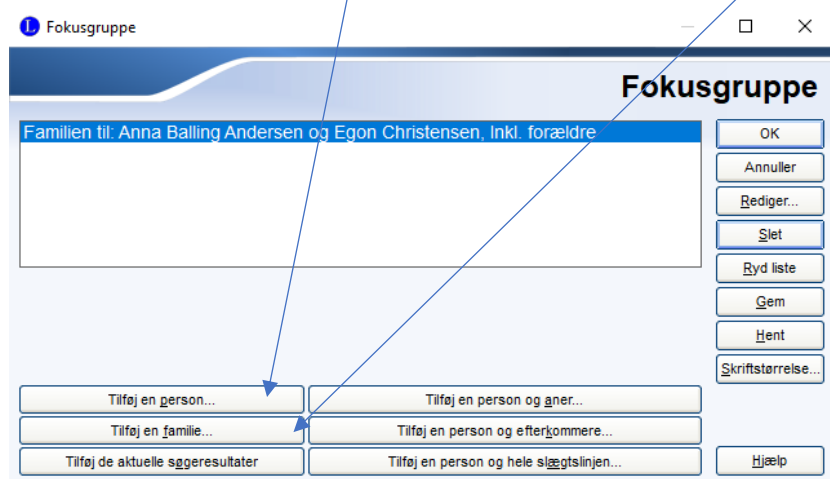 L Fokusgruppe
Fokusgruppe
Familien til: Anna Balling Andersen og Egon Christensen, Inkl. forældre
OK
Annuller
Rediger...
Slet
Ryd liste
Gem
Hent
Skriftstørrelse...
Tilføj en person...
Tilføj en person og aner...
Tilføj en familie...
Tilføj en person og efterkommere...
Tilføj de aktuelle søgeresultater
Tilføj en person og hele slægtslinjen...
Hjælp